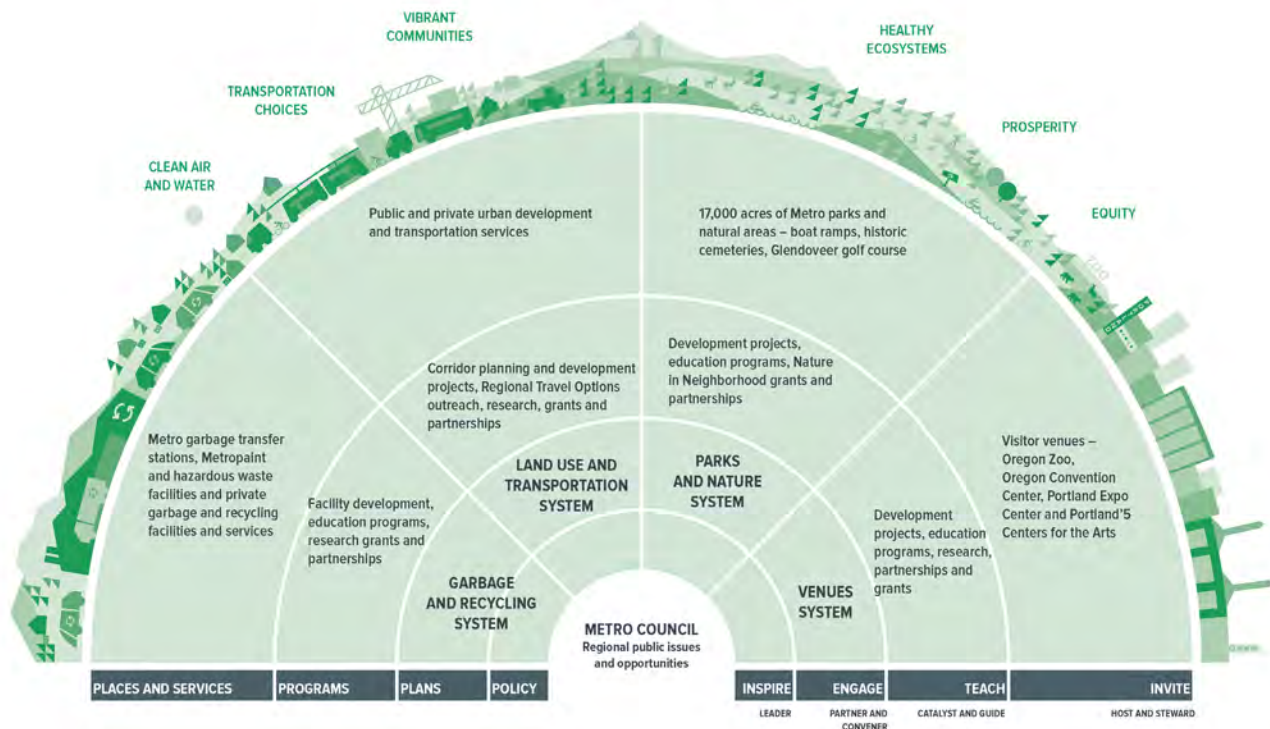 VIBRANT
COMMUNITIES
HEALTHY
ECOSYSTEMS
TRANSPORTATION
CHOICES
PROSPERITY
CLEAN AIR
AND WATER
EQUITY
ZOO
PORTLAND
Public and private urban development
and transportation services
17,000 acres of Metro parks and
natural areas – boat ramps, historic
cemeteries, Glendoveer golf course
Corridor planning and development
projects, Regional Travel Options
outreach, research, grants and
partnerships
Development projects,
education programs, Nature
in Neighborhood grants and
partnerships
Metro garbage transfer
stations, Metropaint
and hazardous waste
facilities and private
garbage and recycling
facilities and services
Facility development,
education programs,
research grants and
partnerships
LAND USE AND
TRANSPORTATION
SYSTEM
PARKS
AND NATURE
SYSTEM
Development
projects, education
programs, research,
partnerships and
grants
Visitor venues –
Oregon Zoo,
Oregon Convention
Center, Portland Expo
Center and Portland’5
Centers for the Arts
GARBAGE
AND RECYCLING
SYSTEM
VENUES
SYSTEM
METRO COUNCIL
Regional public issues
and opportunities
PLACES AND SERVICES
PROGRAMS
PLANS
POLICY
INSPIRE
ENGAGE
TEACH
INVITE
LEADER
PARTNER AND
CONVENER
CATALYST AND GUIDE
HOST AND STEWARD